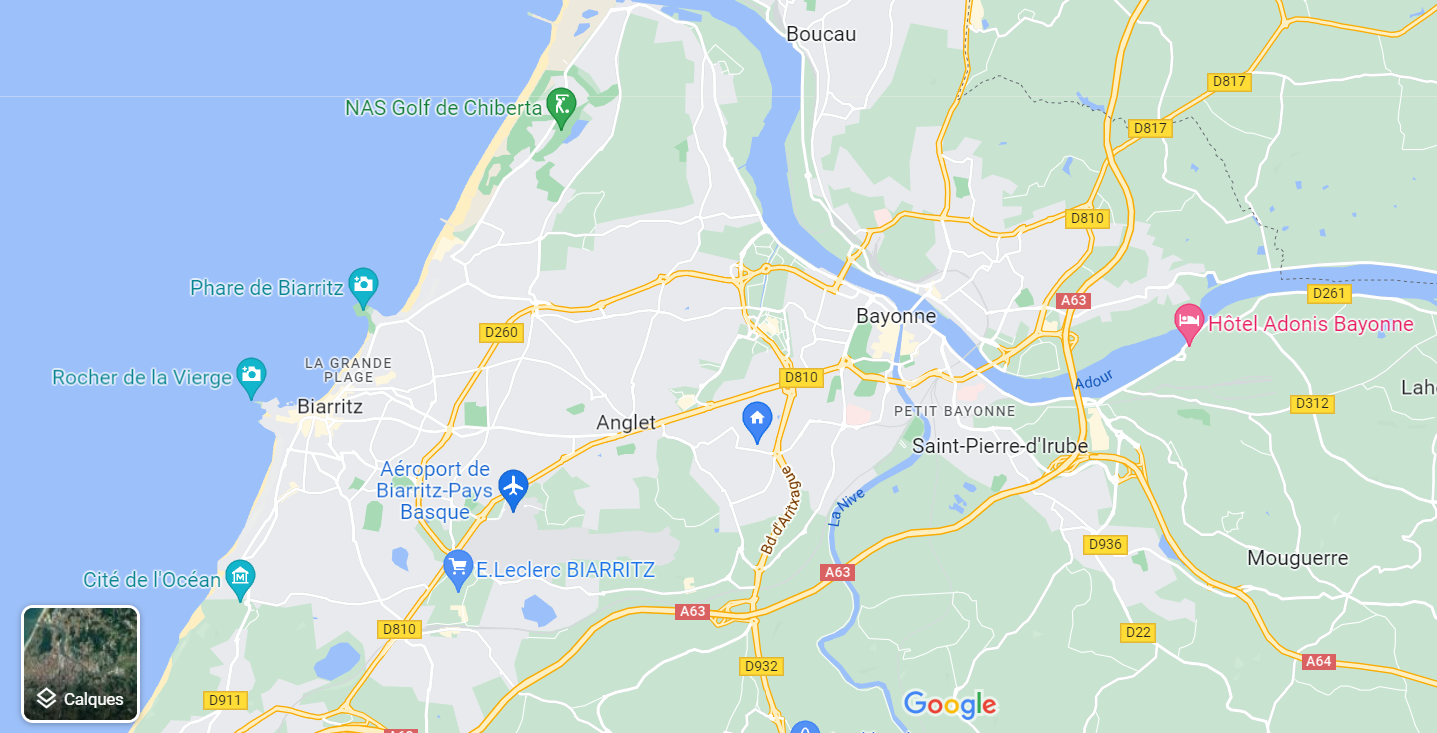 Boucau
D817
NAS Golf de Chiberta
D817
D810
Phare de Biarritz
A63
D261
Bayonne
Hôtel Adonis Bayonne
D260
LA GRANDE
PLAGE
Rocher de la Vierge
D810
Adour
Biarritz
D312
PETIT BAYONNE
Anglet
Saint-Pierre-d'Irube
Aéroport de
Biarritz-Pays
Basque
Bd d'Aritxague
La Nive
D936
Mouguerre
E.Leclerc BIARRITZ
A63
Cité de l'Océan
A63
D810
D22
A64
D932
Calques
D911
Google